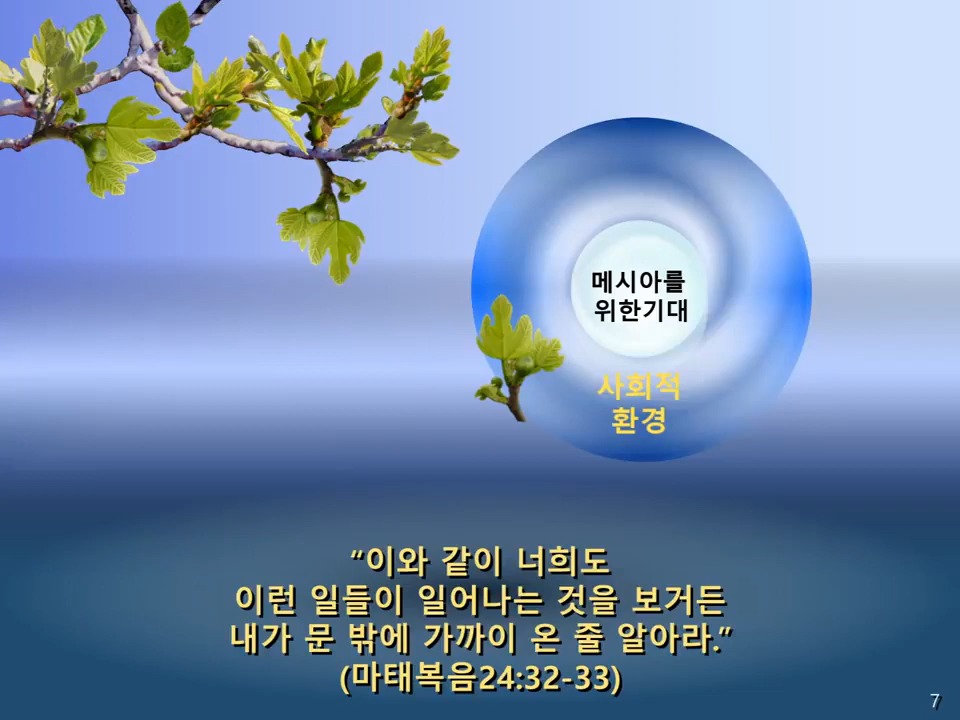 메시아를
위한기대
사회적
환경
“이와 같이 너희도
이런 일들이 일어나는 것을 보거든
내가 문 밖에 가까이 온 줄 알아라.”
(마태복음24:32-33)
7